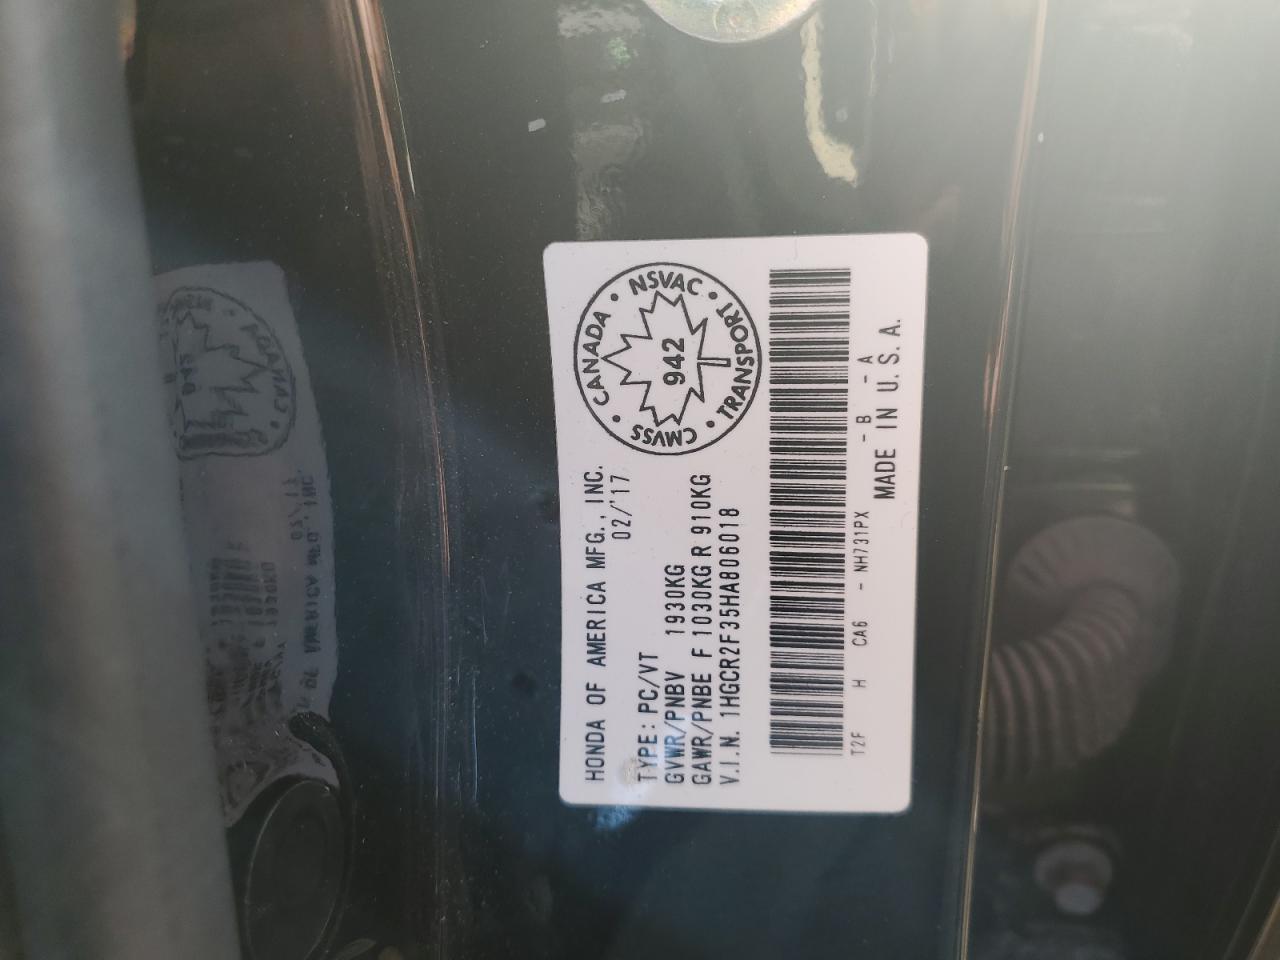 HONDA OF AMERICA MFG., INC.
02/'17
TYPE: PC/VT
GVWR/PNBV 1930KG
GAWR/PNBE F 1030KG R 910KG
V.I.N. 1HGCR2F35HA806018
CANADA • NSVAC • TRANSPORT • CMVSS •
942
T2F H CA6 - NH731PX - B - A
MADE IN U.S.A.